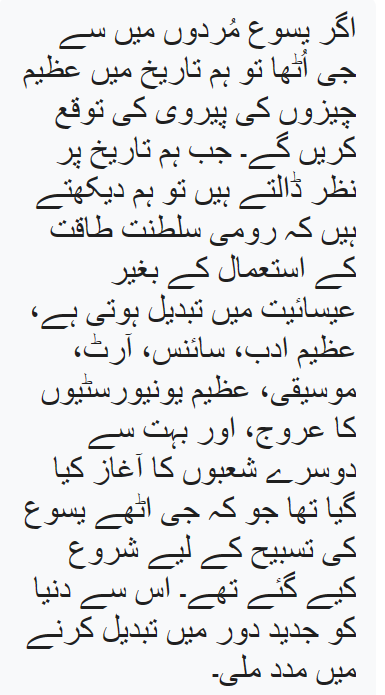 اگر یسوع مُردوں میں سے
جی اُٹھا تو ہم تاریخ میں عظیم
چیزوں کی پیروی کی توقع
کریں گے۔ جب ہم تاریخ پر
نظر ڈالتے ہیں تو ہم دیکھتے
ہیں کہ رومی سلطنت طاقت
کے استعمال کے بغیر
عیسائیت میں تبدیل ہوتی ہے،
عظیم ادب، سائنس، آرٹ،
موسیقی، عظیم یونیورسٹیوں
کا عروج، اور بہت سے
دوسرے شعبوں کا آغاز کیا
گیا تھا جو کہ جی اٹھے یسوع
کی تسبیح کے لیے شروع
کیے گئے تھے۔ اس سے دنیا
کو جدید دور میں تبدیل کرنے
میں مدد ملی۔